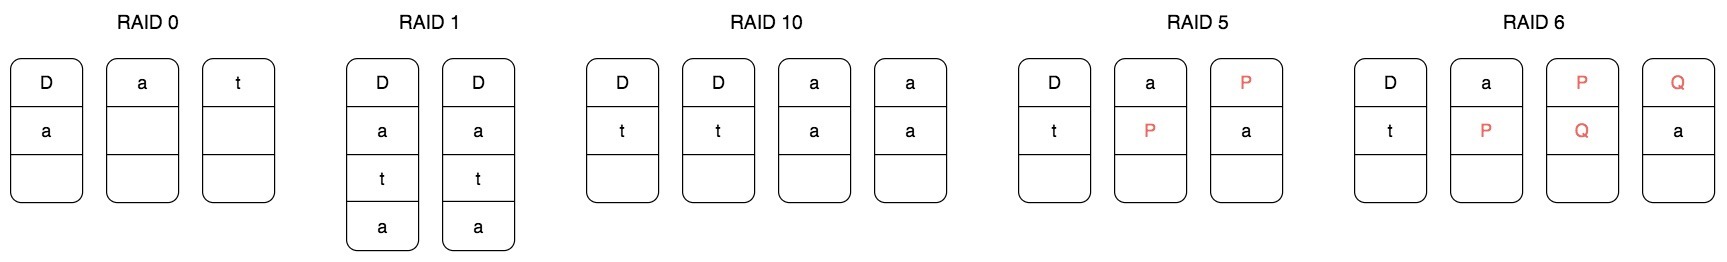 RAID 0 RAID 1 RAID 10 RAID 5 RAID 6
D a t D D D D a a D a P D a P Q
a a a t t a a t P a t P Q a
t t
a a